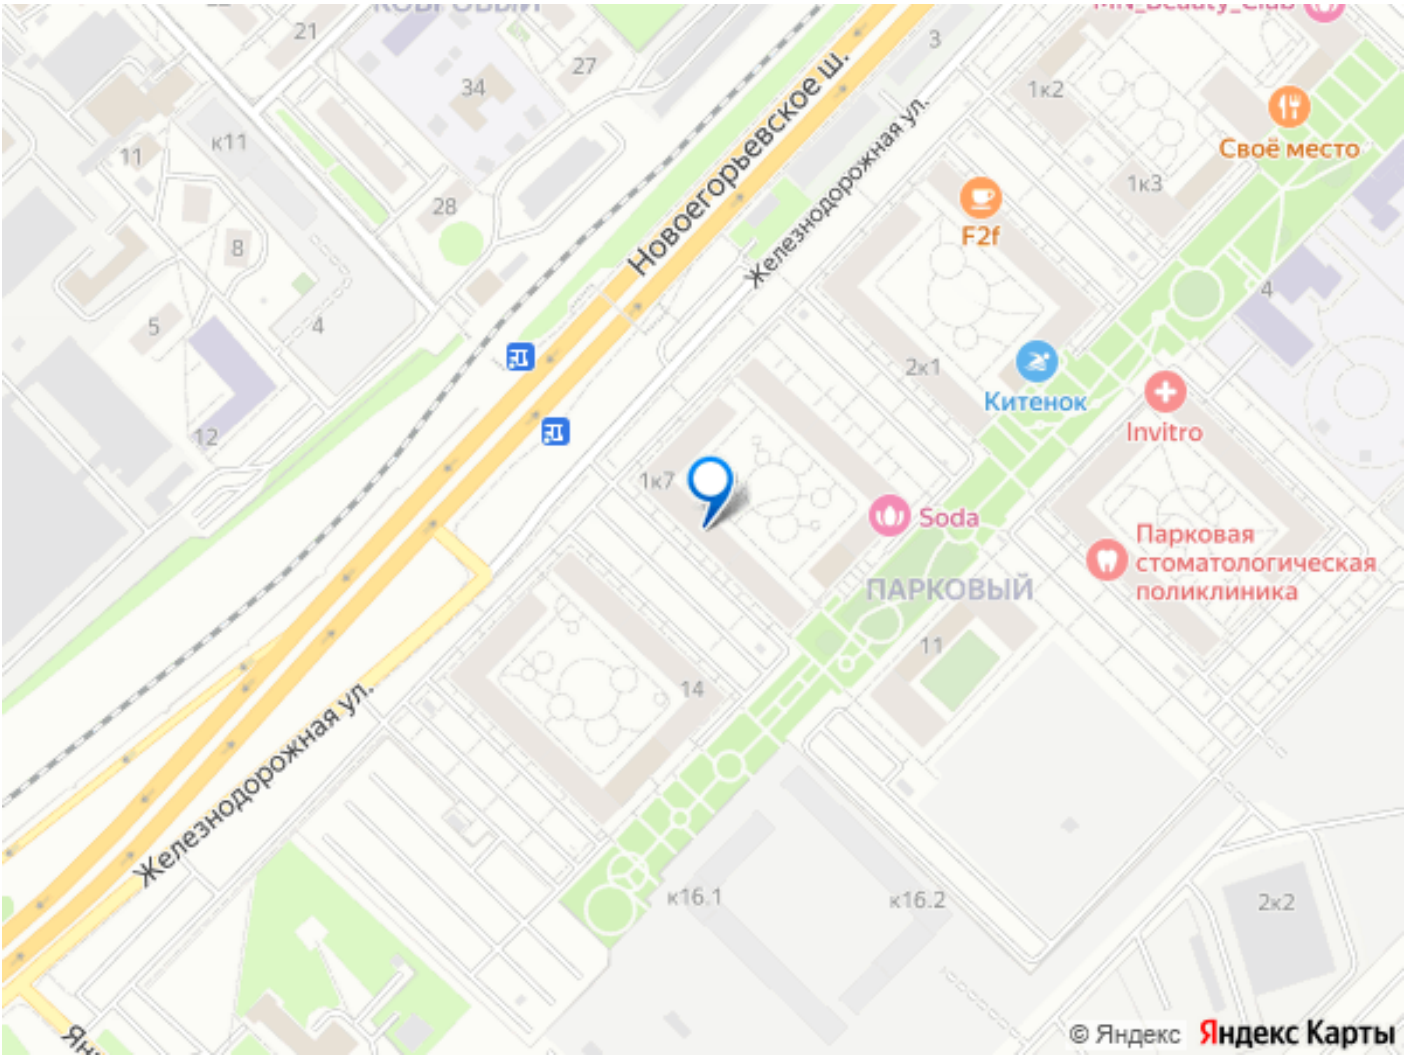 КОВРОВЫЙ
MN_Beauty_Club
21
3
27
34
1к2
Новоегорьевское ш.
Железнодорожная ул.
Своё место
к11
11
1к3
28
F2f
8
4
5
4
2к1
Китенок
Invitro
12
1к7
Soda
Парковая
стоматологическая
поликлиника
ПАРКОВЫЙ
11
14
Железнодорожная ул.
к16.1
к16.2
2к2
© Яндекс Яндекс Карты